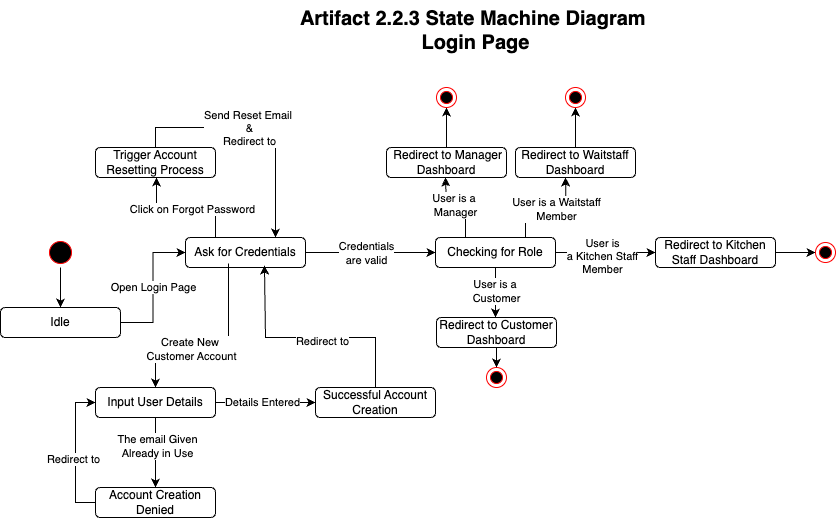 Artifact 2.2.3 State Machine Diagram
Login Page
Send Reset Email
&
Redirect to
Trigger Account
Resetting Process
Redirect to Manager
Dashboard
Redirect to Waitstaff
Dashboard
Click on Forgot Password
User is a
Manager
User is a Waitstaff
Member
Ask for Credentials
Credentials
are valid
Checking for Role
User is
a Kitchen Staff
Member
Redirect to Kitchen
Staff Dashboard
Open Login Page
User is a
Customer
Idle
Redirect to Customer
Dashboard
Create New
Customer Account
Redirect to
Input User Details
Details Entered
Successful Account
Creation
The email Given
Already in Use
Redirect to
Account Creation
Denied